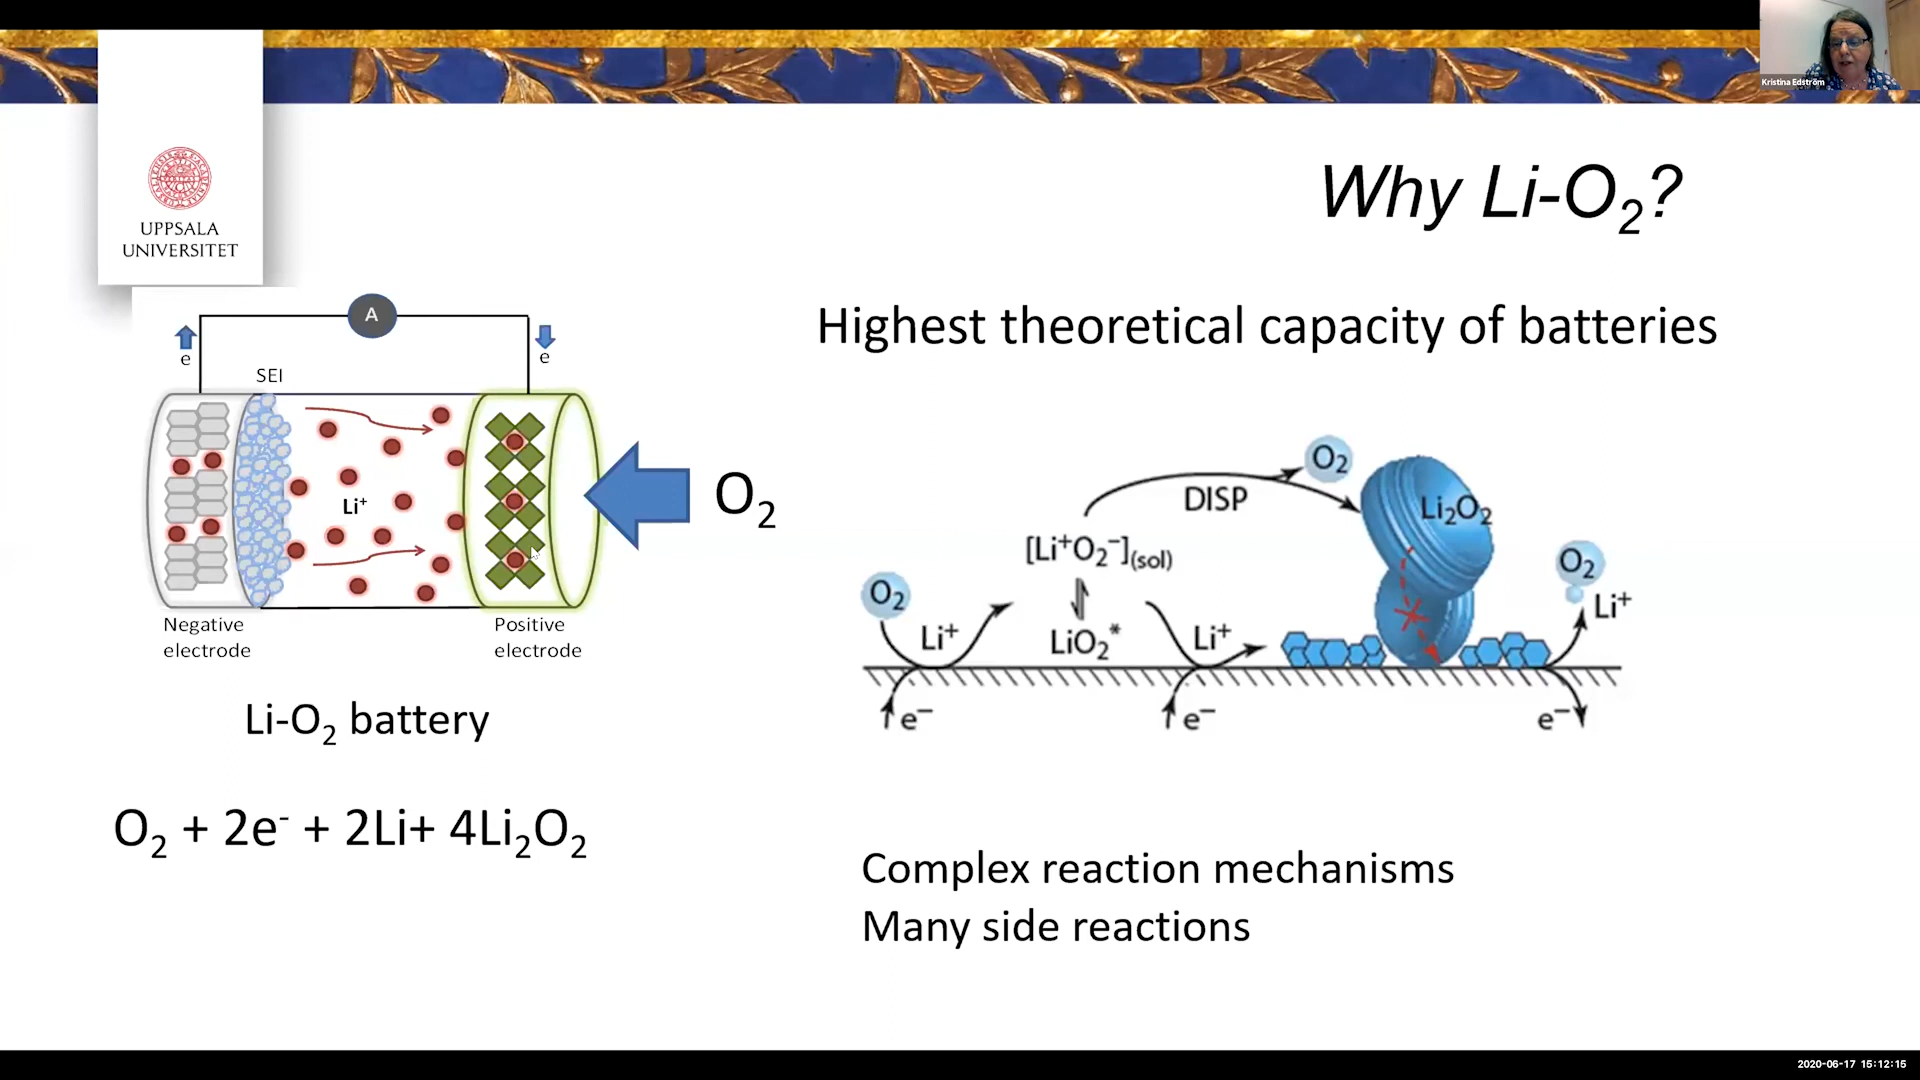 Kristina Edström
UPPSALA
UNIVERSITET
Why Li-O₂?
Highest theoretical capacity of batteries
A
e
e
SEI
Li⁺
O₂
Negative
electrode
Positive
electrode
Li-O₂ battery
O₂ + 2e⁻ + 2Li+ 4Li₂O₂
O₂
DISP
Li₂O₂
[Li⁺O₂⁻](sol)
O₂
O₂
Li⁺
LiO₂*
Li⁺
Li⁺
e⁻
e⁻
e⁻
Complex reaction mechanisms
Many side reactions
2020-06-17 15:12:15